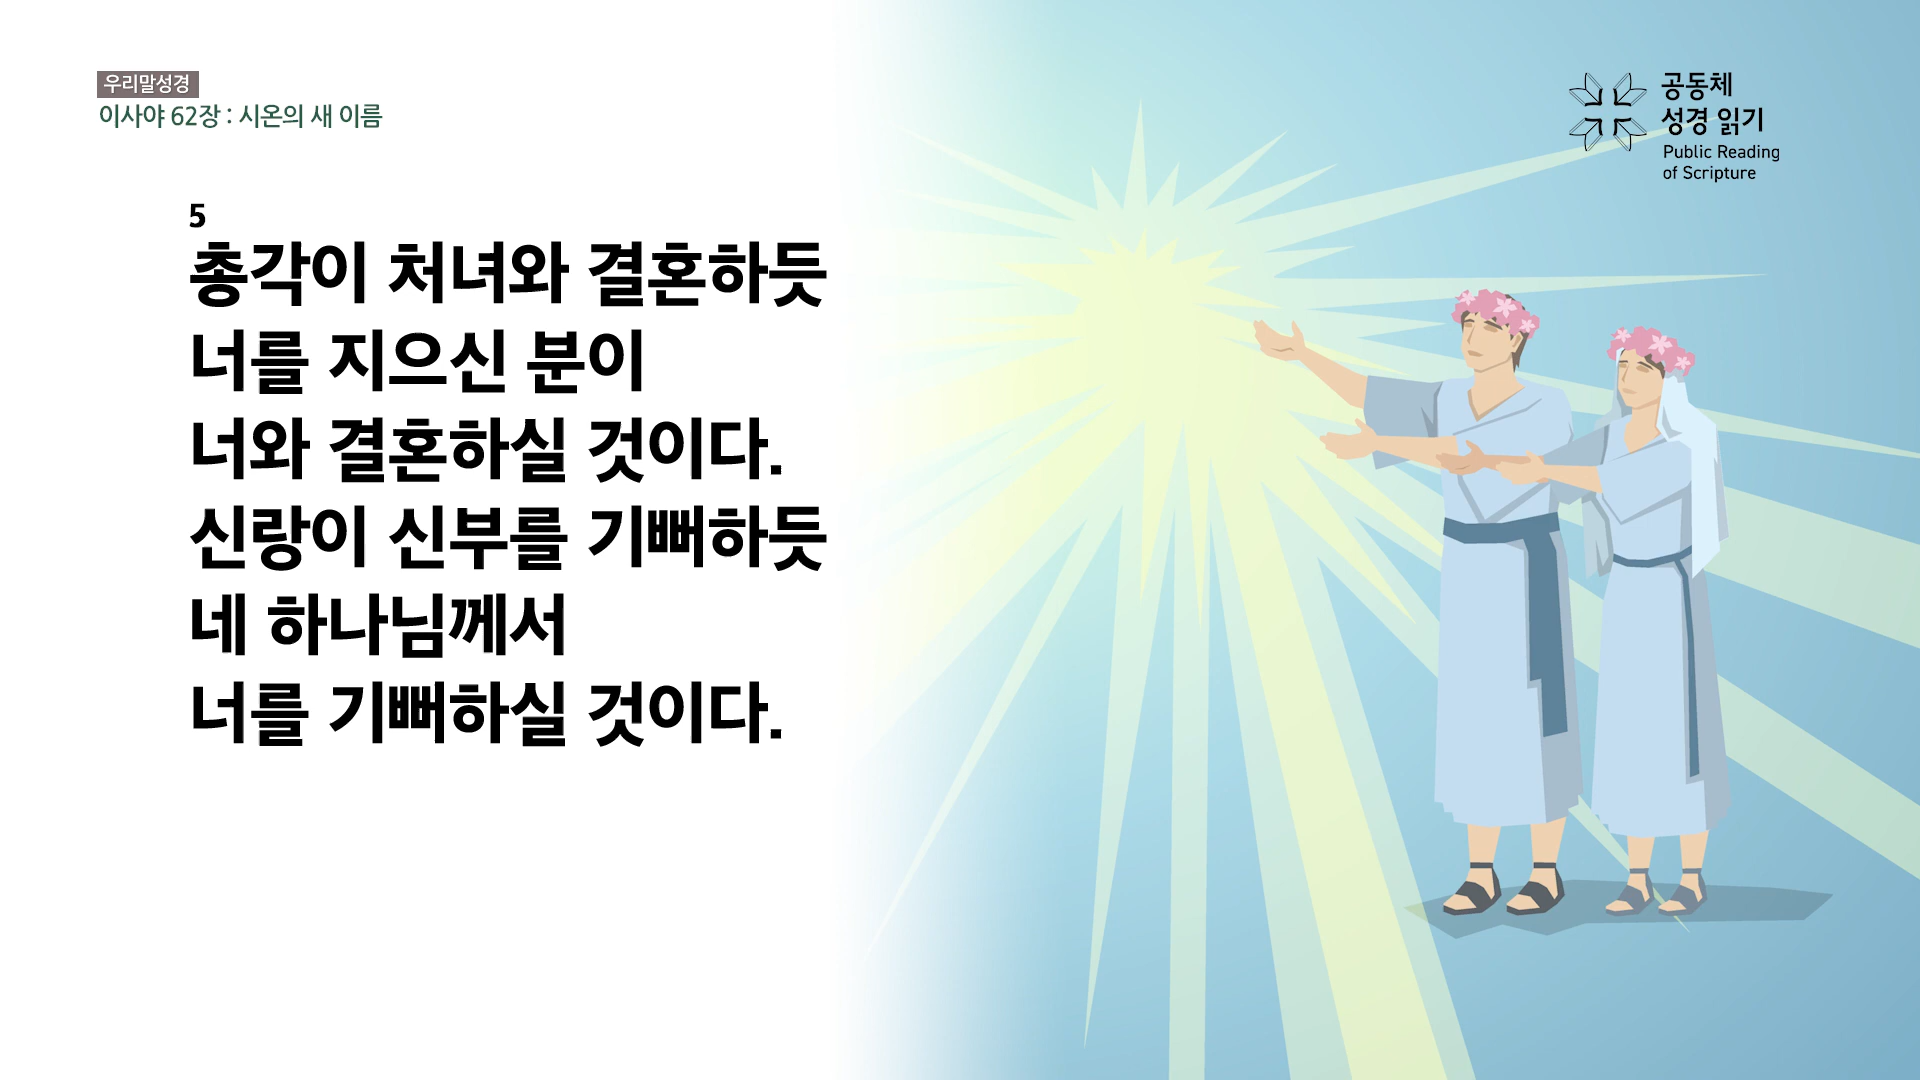 우리말성경
이사야 62장 : 시온의 새 이름
공동체
성경 읽기
Public Reading
of Scripture
5
총각이 처녀와 결혼하듯
너를 지으신 분이
너와 결혼하실 것이다.
신랑이 신부를 기뻐하듯
네 하나님께서
너를 기뻐하실 것이다.